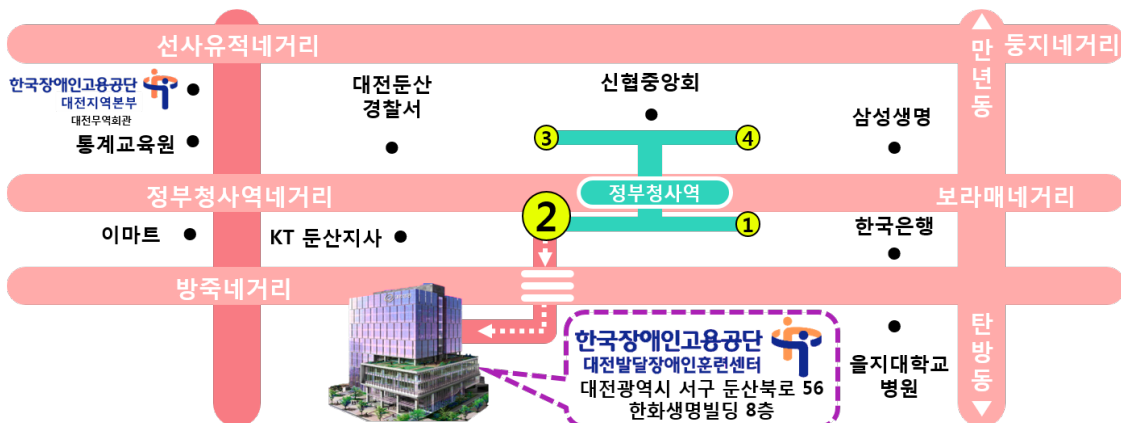 선사유적네거리
▲
만
년
동
둥지네거리
한국장애인고용공단
대전지역본부
대전무역회관
통계교육원
대전둔산
경찰서
신협중앙회
삼성생명
3
4
정부청사역네거리
정부청사역
보라매네거리
2
1
이마트
KT 둔산지사
한국은행
방죽네거리
한국장애인고용공단
대전발달장애인훈련센터
대전광역시 서구 둔산북로 56
한화생명빌딩 8층
을지대학교
병원
탄
방
동
▼